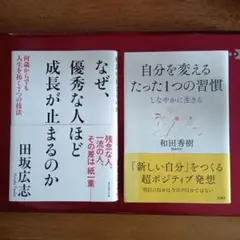 なぜ、
優秀な人ほど
成長が止まるのか
何歳からでも
人生を拓く7つの技法
田坂広志
残念な人、
一流の人、
その差は紙一重
自分を変える
たった1つの習慣
しなやかに生きる
和田秀樹
「新しい自分」をつくる
超ポジティブ発想